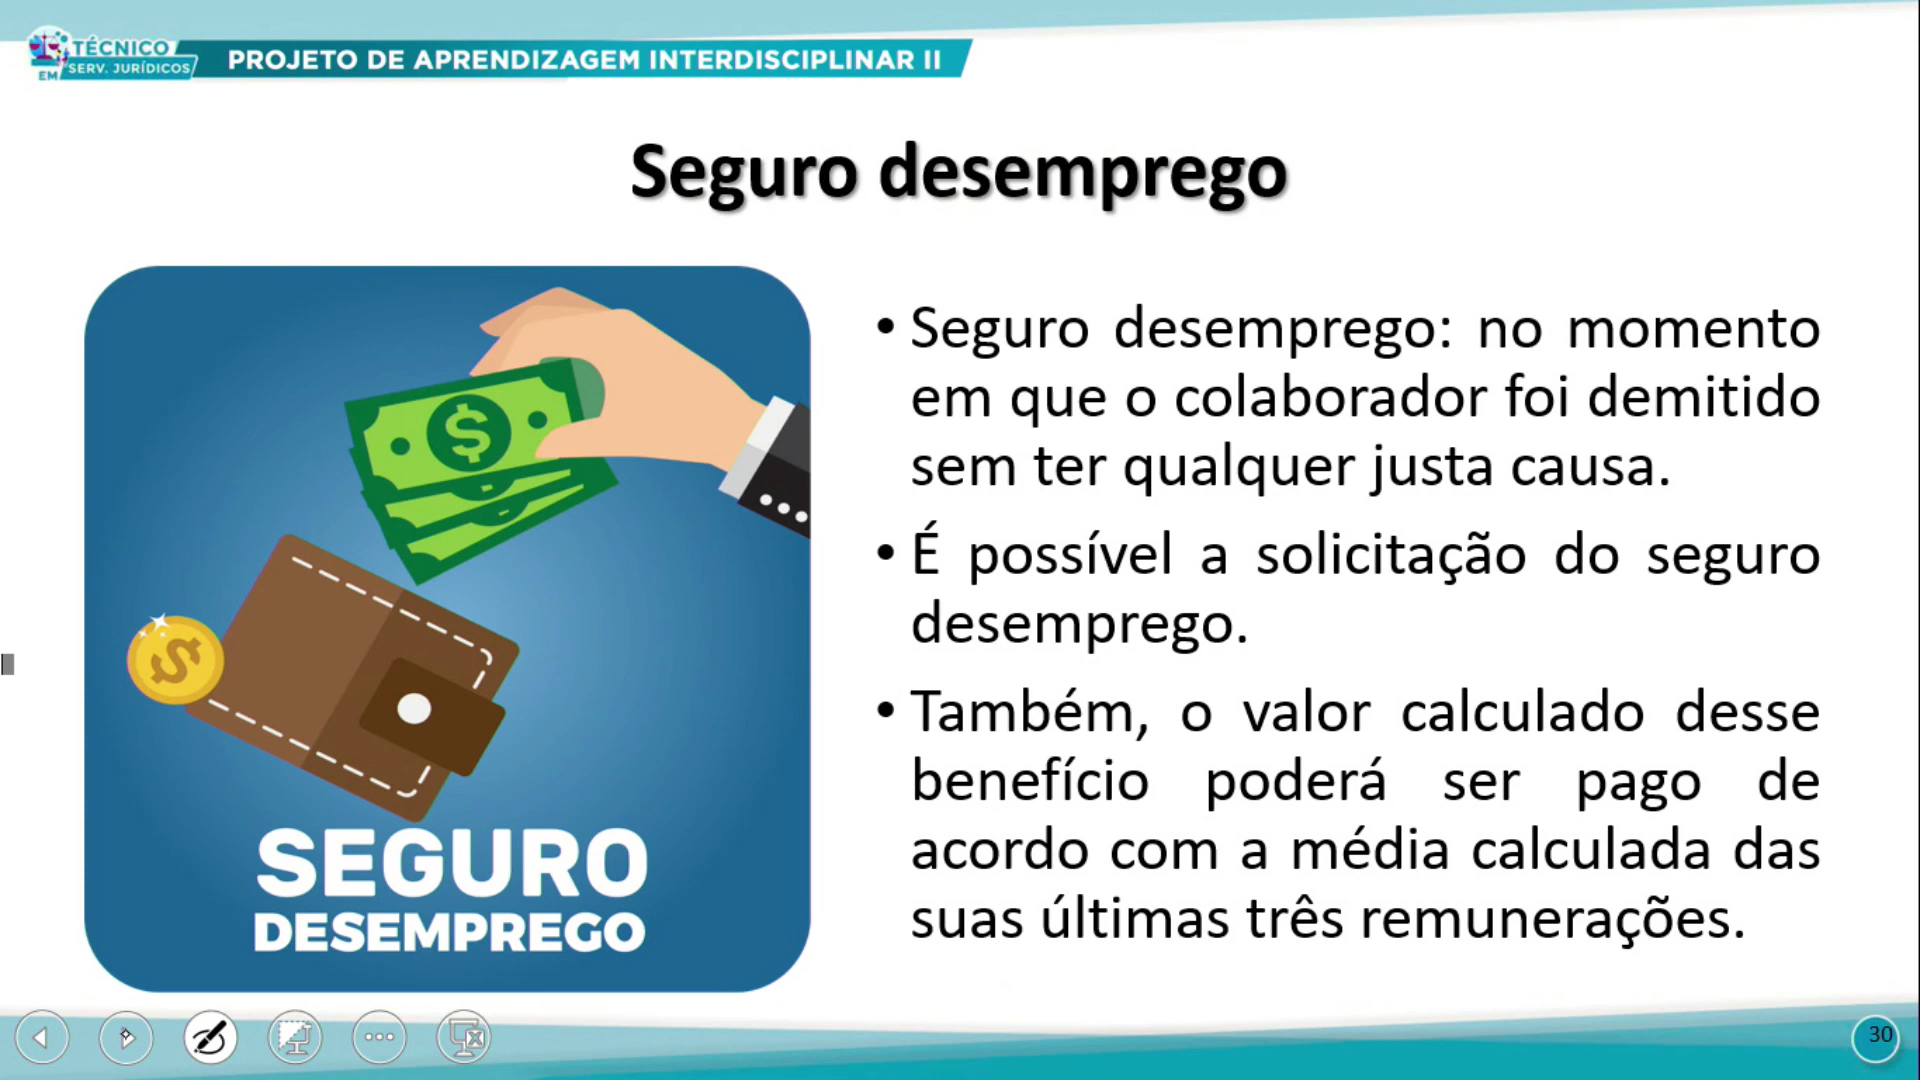 TÉCNICO
EM SERV. JURÍDICOS
PROJETO DE APRENDIZAGEM INTERDISCIPLINAR II
Seguro desemprego
SEGURO
DESEMPREGO
• Seguro desemprego: no momento
em que o colaborador foi demitido
sem ter qualquer justa causa.
• É possível a solicitação do seguro
desemprego.
• Também, o valor calculado desse
benefício poderá ser pago de
acordo com a média calculada das
suas últimas três remunerações.
30